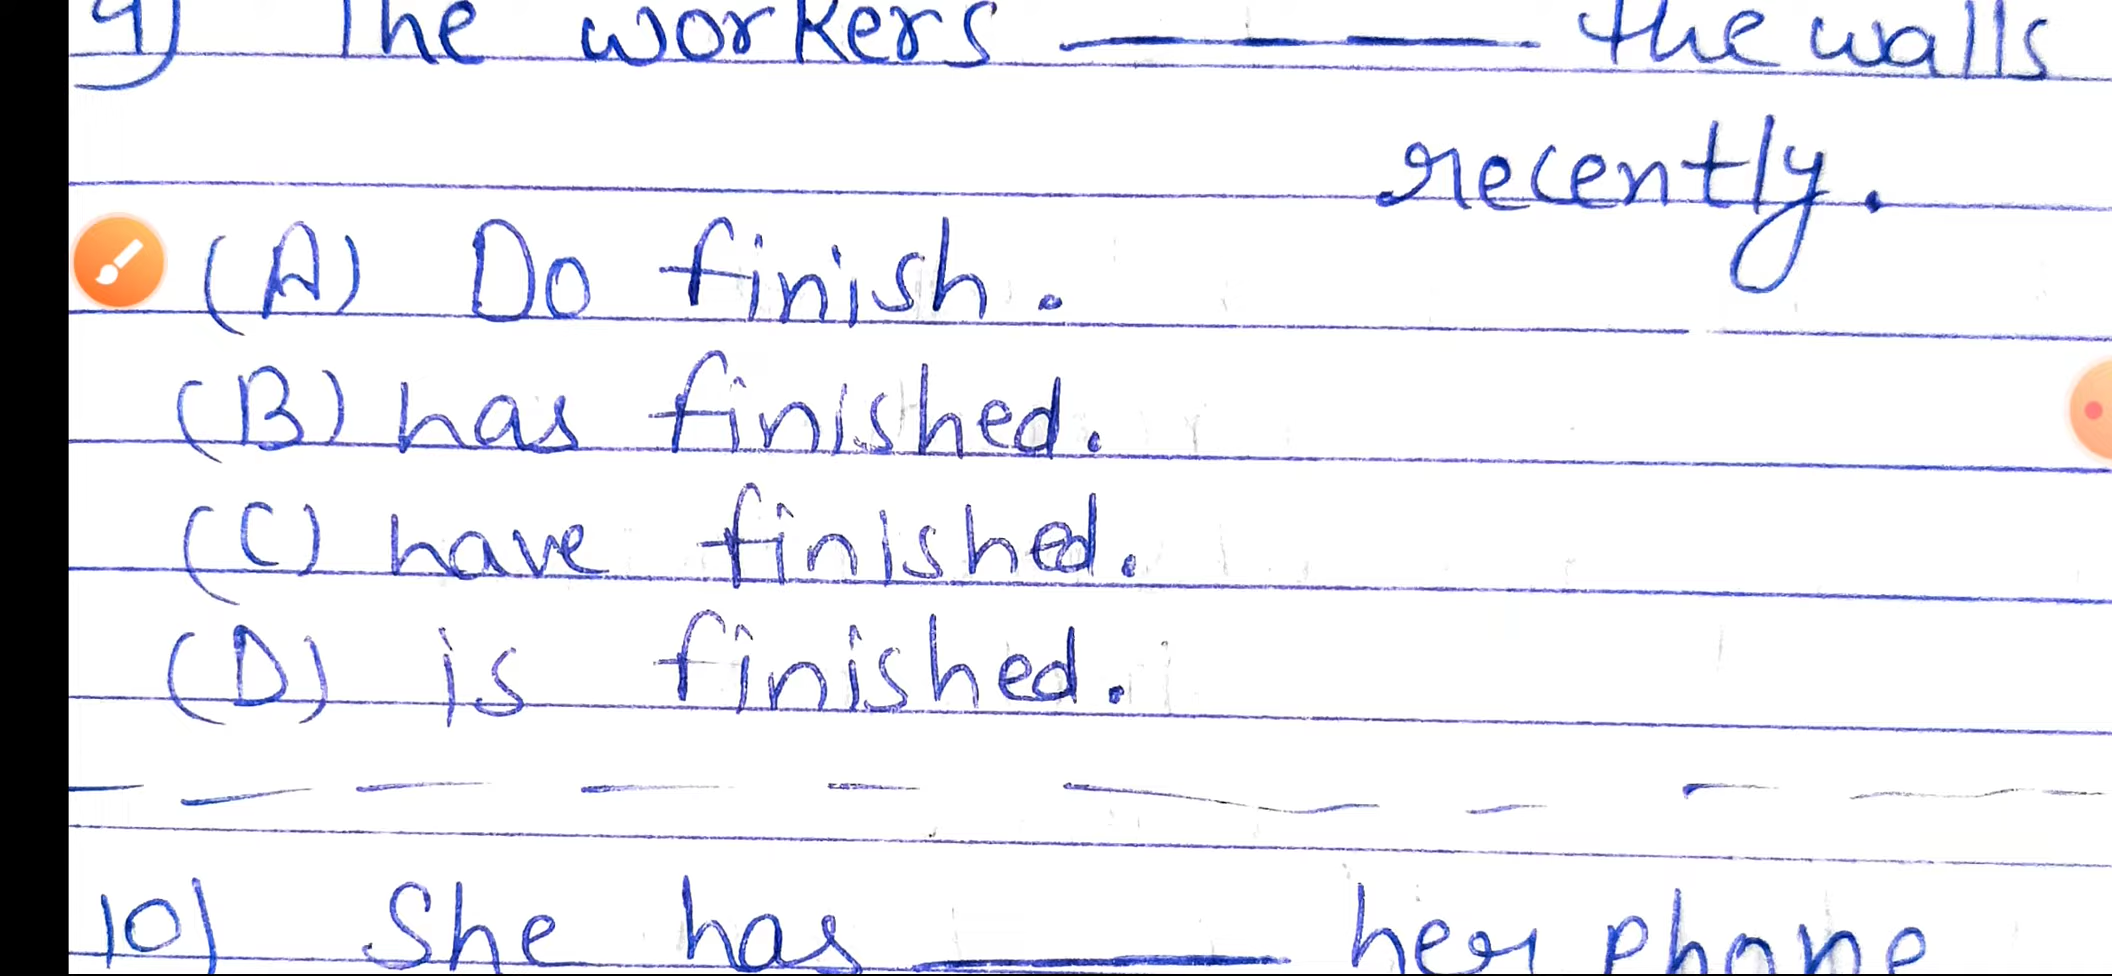 9) The workers ________ the walls
recently.
(A) Do finish.
(B) has finished.
(C) have finished.
(D) is finished.
10) She has ______ her phone